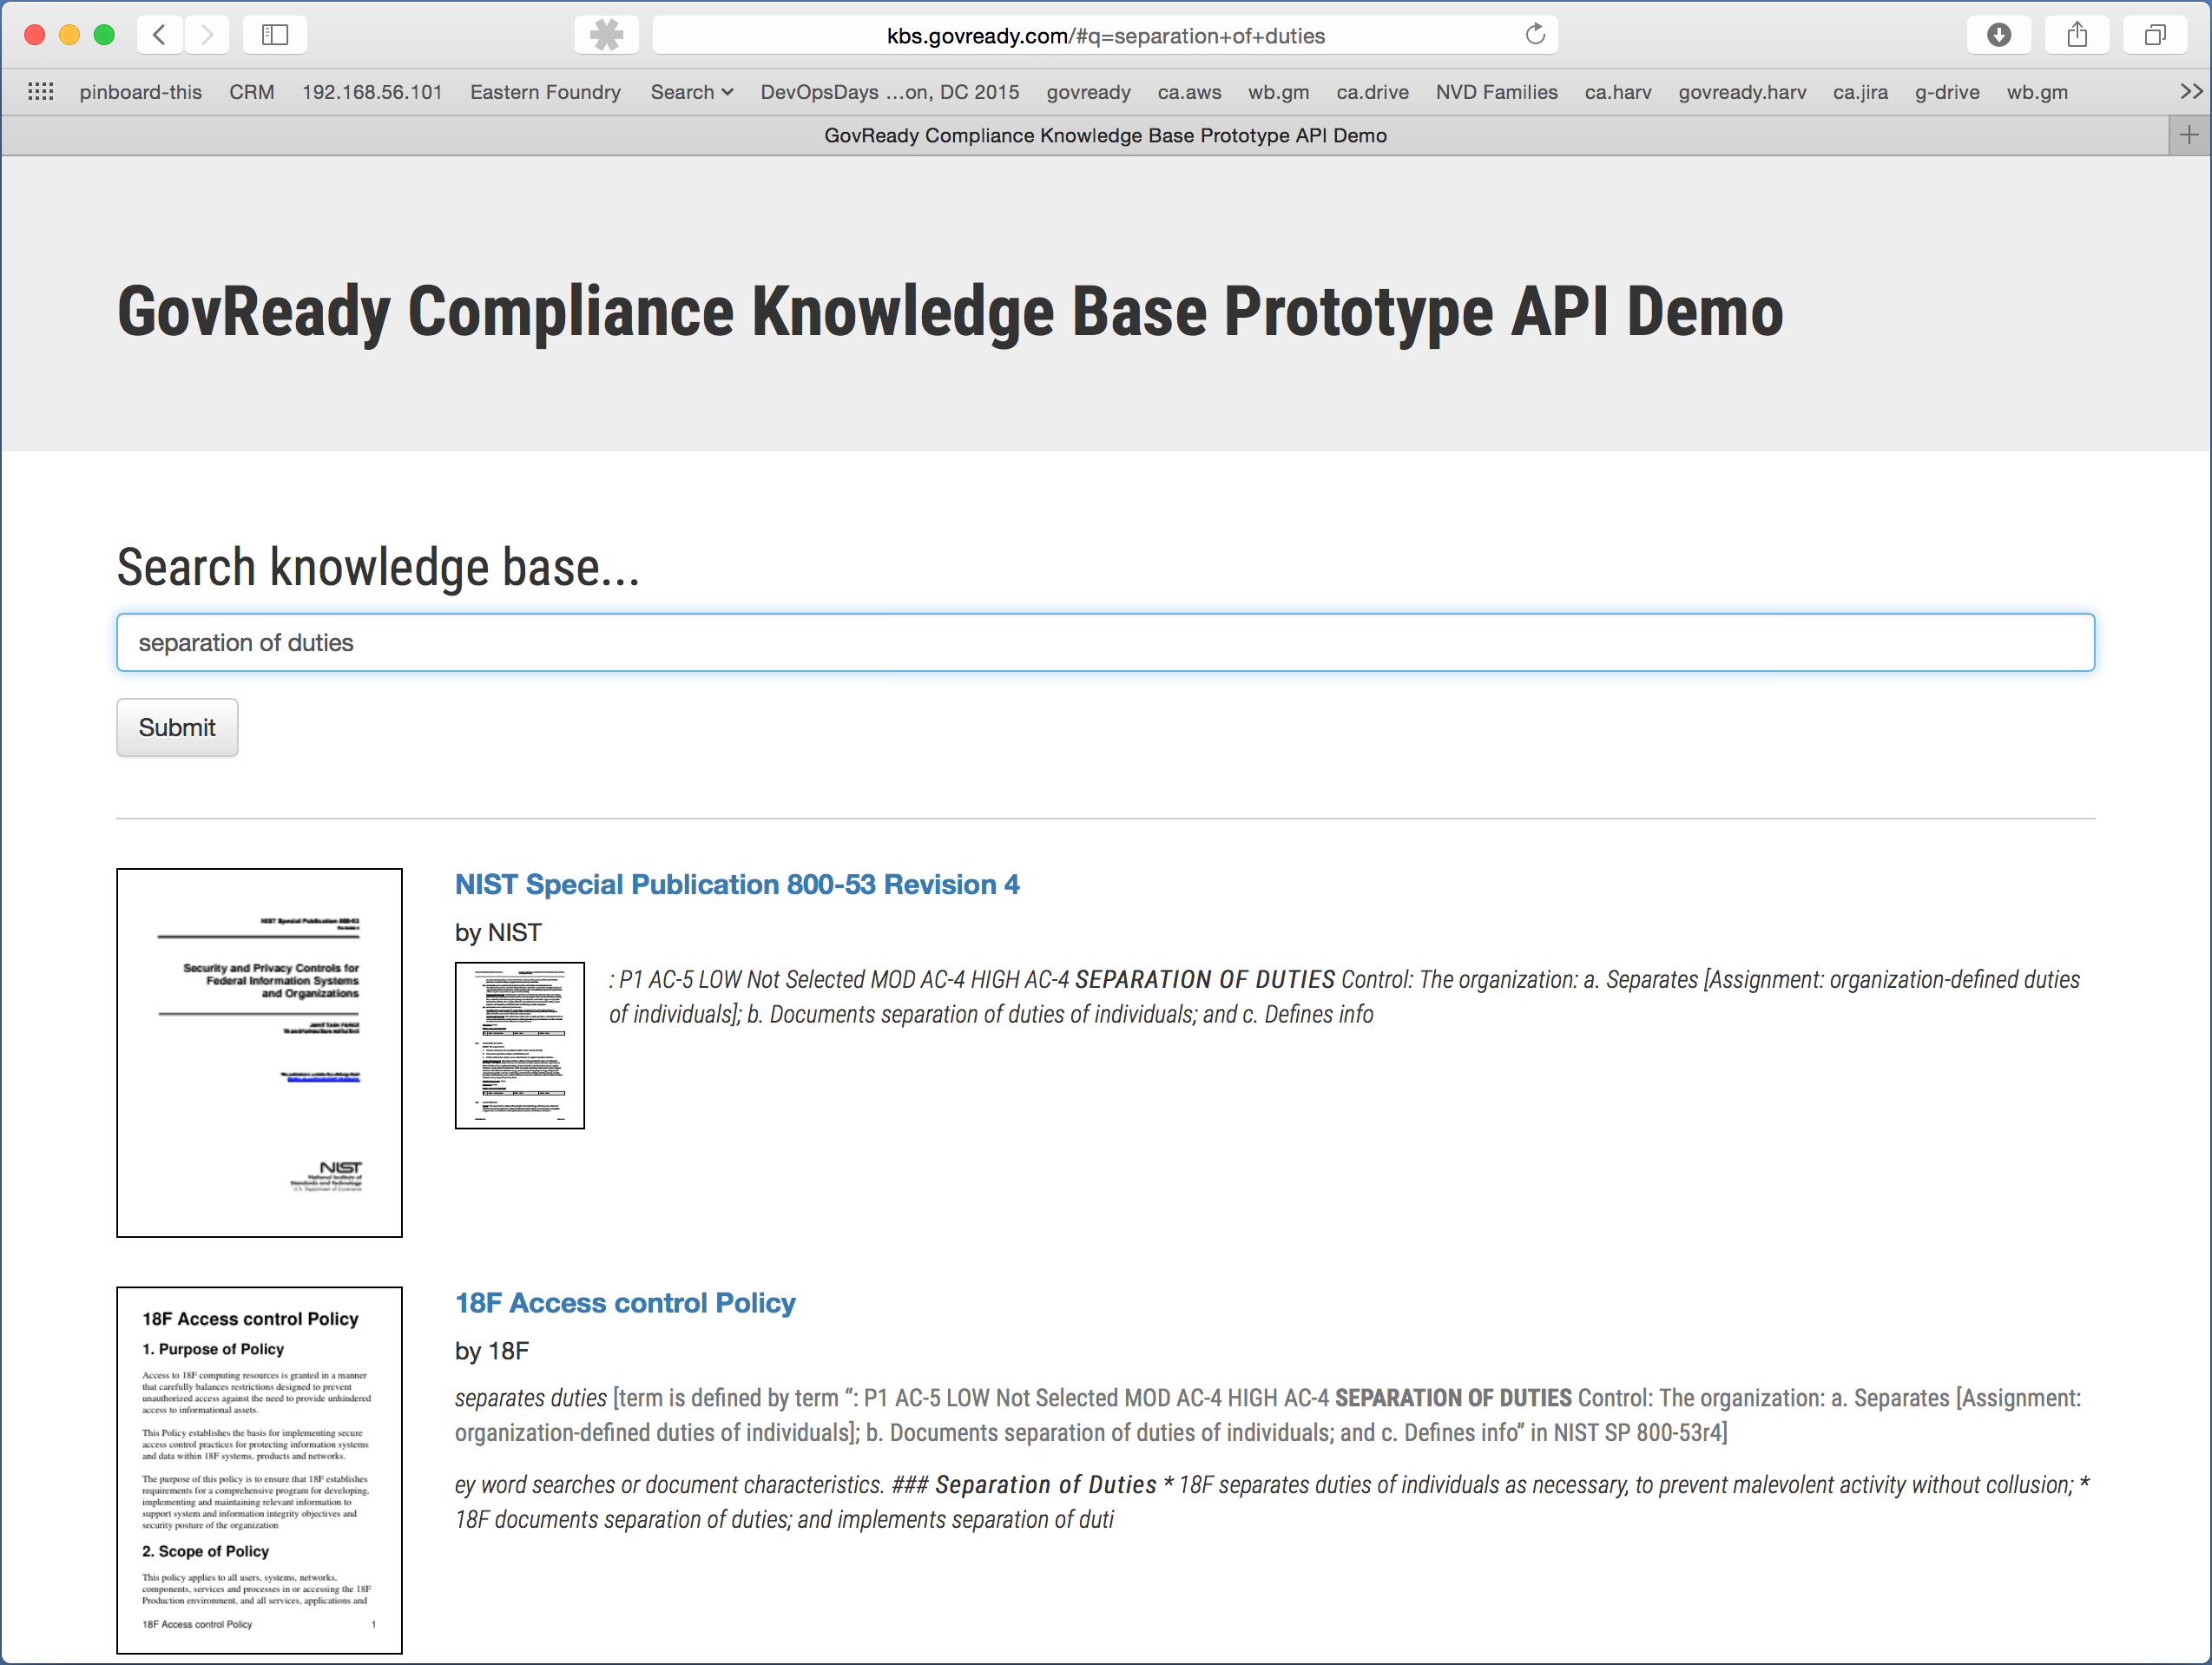 kbs.govready.com/#q=separation+of+duties
pinboard-this CRM 192.168.56.101 Eastern Foundry Search DevOpsDays ...on, DC 2015 govready ca.aws wb.gm ca.drive NVD Families ca.harv govready.harv ca.jira g-drive wb.gm
GovReady Compliance Knowledge Base Prototype API Demo
GovReady Compliance Knowledge Base Prototype API Demo
Search knowledge base...
separation of duties
Submit
NIST Special Publication 800-53
Revision 4
Security and Privacy Controls for
Federal Information Systems
and Organizations
JOINT TASK FORCE
TRANSFORMATION INITIATIVE
NIST
National Institute of
Standards and Technology
U.S. Department of Commerce
NIST Special Publication 800-53 Revision 4
by NIST
: P1 AC-5 LOW Not Selected MOD AC-4 HIGH AC-4 SEPARATION OF DUTIES Control: The organization: a. Separates [Assignment: organization-defined duties
of individuals]; b. Documents separation of duties of individuals; and c. Defines info
18F Access control Policy
1. Purpose of Policy
Access to 18F computing resources is granted in a manner
that carefully balances restrictions designed to prevent
unauthorized access against the need to provide unhindered
access to informational assets.
This Policy establishes the basis for implementing secure
access control practices for protecting information systems
and data within 18F systems, products and networks.
The purpose of this policy is to ensure that 18F establishes
requirements for a comprehensive program for developing,
implementing and maintaining relevant information to
support system and information integrity objectives and
security posture of the organization
2. Scope of Policy
This policy applies to all users, systems, networks,
components, services and processes in or accessing the 18F
Production environment, and all services, applications and
18F Access control Policy 1
18F Access control Policy
by 18F
separates duties [term is defined by term “: P1 AC-5 LOW Not Selected MOD AC-4 HIGH AC-4 SEPARATION OF DUTIES Control: The organization: a. Separates [Assignment:
organization-defined duties of individuals]; b. Documents separation of duties of individuals; and c. Defines info” in NIST SP 800-53r4]
ey word searches or document characteristics. ### Separation of Duties * 18F separates duties of individuals as necessary, to prevent malevolent activity without collusion; *
18F documents separation of duties; and implements separation of duti